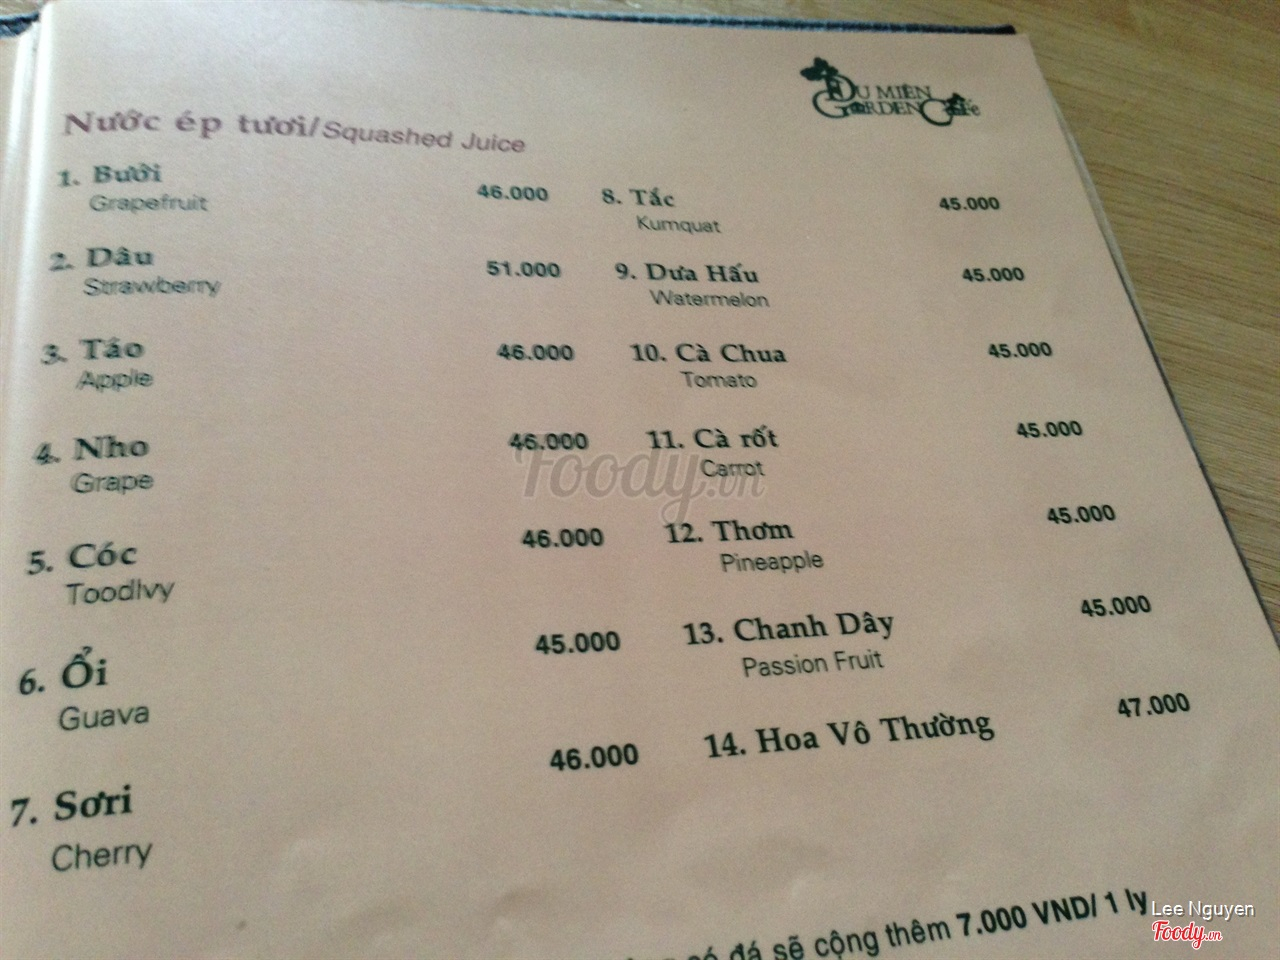 DU MIÊN
GARDEN Café
Nước ép tươi/Squashed Juice
1. Bưởi 46.000
Grapefruit
2. Dâu 51.000
Strawberry
3. Táo 46.000
Apple
4. Nho 46.000
Grape
5. Cóc 46.000
Toodlvy
6. Ổi 45.000
Guava
7. Sơri 46.000
Cherry
8. Tắc 45.000
Kumquat
9. Dưa Hấu 45.000
Watermelon
10. Cà Chua 45.000
Tomato
11. Cà rốt 45.000
Carrot
12. Thơm 45.000
Pineapple
13. Chanh Dây 45.000
Passion Fruit
14. Hoa Vô Thường 47.000
có đá sẽ cộng thêm 7.000 VND/ 1 ly
Foody.vn
Lee Nguyen
Foody.vn